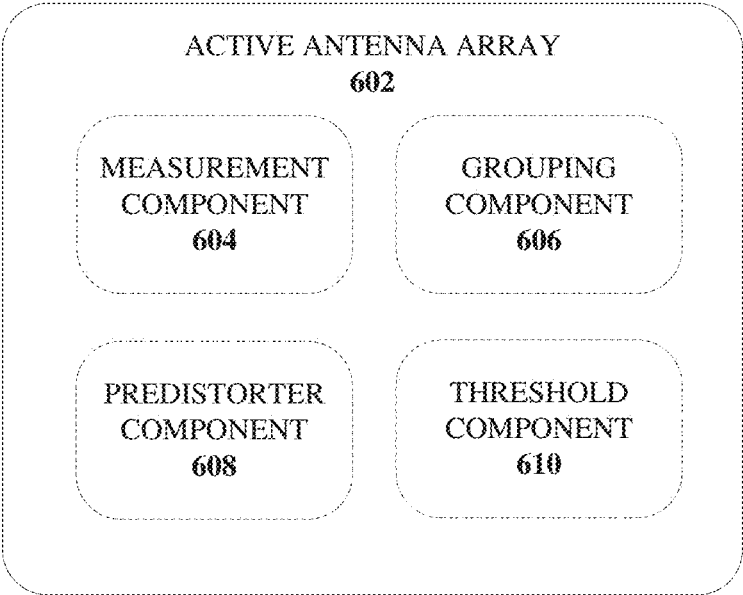 ACTIVE ANTENNA ARRAY
602
MEASUREMENT
COMPONENT
604
GROUPING
COMPONENT
606
PREDISTORTER
COMPONENT
608
THRESHOLD
COMPONENT
610